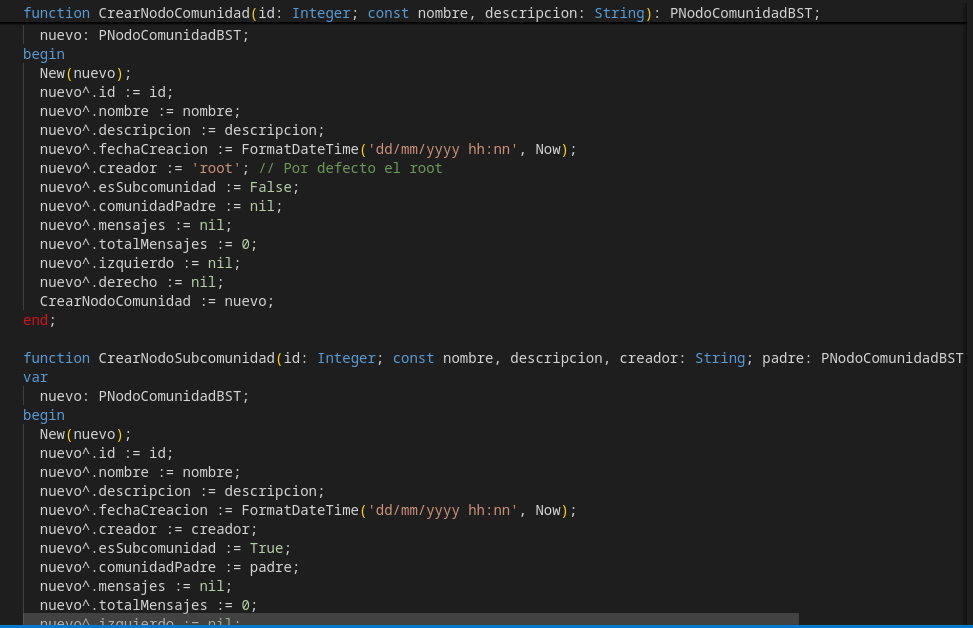 function CrearNodoComunidad(id: Integer; const nombre, descripcion: String): PNodoComunidadBST;
  nuevo: PNodoComunidadBST;
begin
  New(nuevo);
  nuevo^.id := id;
  nuevo^.nombre := nombre;
  nuevo^.descripcion := descripcion;
  nuevo^.fechaCreacion := FormatDateTime('dd/mm/yyyy hh:nn', Now);
  nuevo^.creador := 'root'; // Por defecto el root
  nuevo^.esSubcomunidad := False;
  nuevo^.comunidadPadre := nil;
  nuevo^.mensajes := nil;
  nuevo^.totalMensajes := 0;
  nuevo^.izquierdo := nil;
  nuevo^.derecho := nil;
  CrearNodoComunidad := nuevo;
end;

function CrearNodoSubcomunidad(id: Integer; const nombre, descripcion, creador: String; padre: PNodoComunidadBST
var
  nuevo: PNodoComunidadBST;
begin
  New(nuevo);
  nuevo^.id := id;
  nuevo^.nombre := nombre;
  nuevo^.descripcion := descripcion;
  nuevo^.fechaCreacion := FormatDateTime('dd/mm/yyyy hh:nn', Now);
  nuevo^.creador := creador;
  nuevo^.esSubcomunidad := True;
  nuevo^.comunidadPadre := padre;
  nuevo^.mensajes := nil;
  nuevo^.totalMensajes := 0;
  nuevo^.izquierdo := nil;